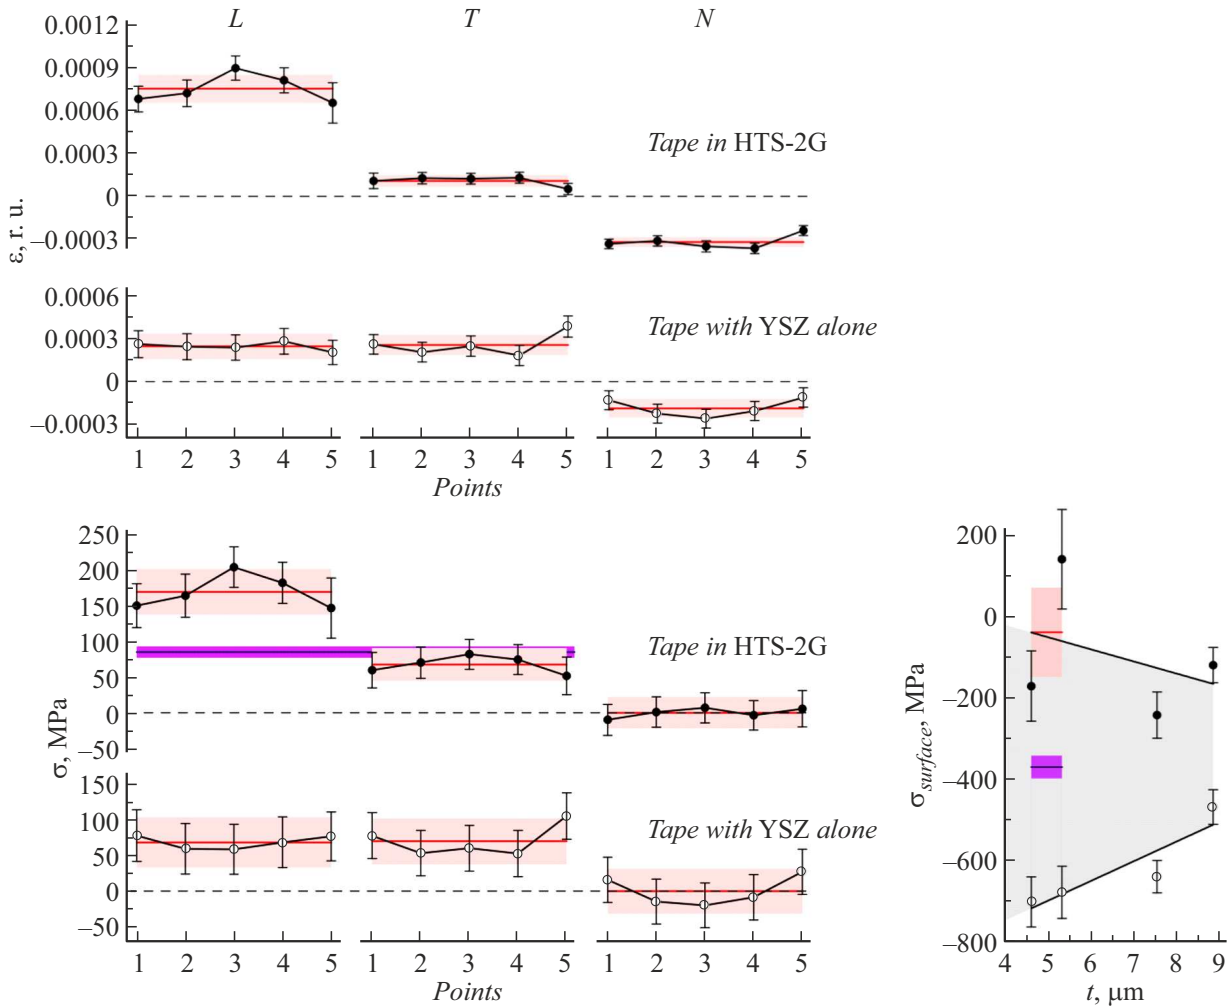 L T N
0.0012
0.0009
0.0006
0.0003
0
–0.0003
ε, r. u.
Tape in HTS-2G
0.0006
0.0003
0
–0.0003
Tape with YSZ alone
1 2 3 4 5 1 2 3 4 5 1 2 3 4 5
Points
250
200
150
100
50
0
–50
σ, MPa
Tape in HTS-2G
150
100
50
0
–50
Tape with YSZ alone
1 2 3 4 5 1 2 3 4 5 1 2 3 4 5
Points
200
0
–200
–400
–600
–800
σsurface, MPa
4 5 6 7 8 9
t, μm